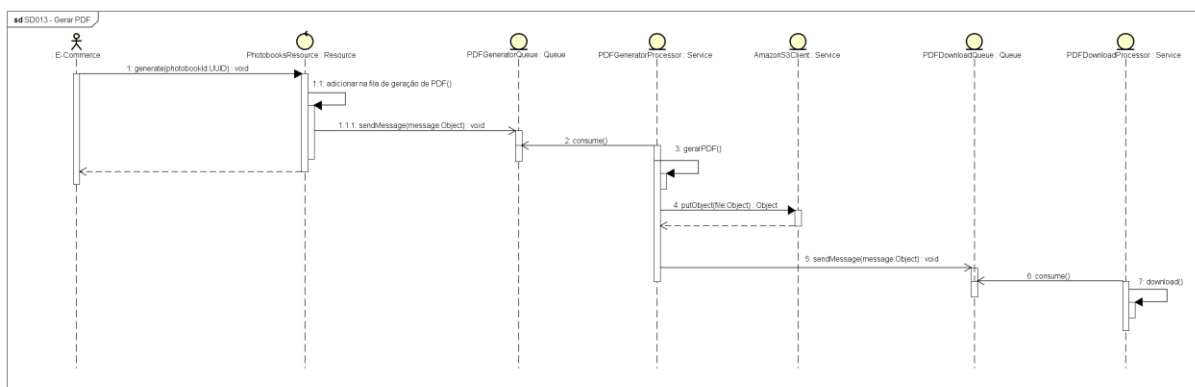 sd SD013 - Gerar PDF
: E-Commerce
PhotobooksResource : Resource
PDFGeneratorQueue : Queue
PDFGeneratorProcessor : Service
AmazonS3Client : Service
PDFDownloadQueue : Queue
PDFDownloadProcessor : Service
1: generate(photobookId:UUID) : void
1.1: adicionar na fila de geração de PDF()
1.1.1: sendMessage(message:Object) : void
2: consume()
3: gerarPDF()
4: putObject(file:Object) : Object
5: sendMessage(message:Object) : void
6: consume()
7: download()